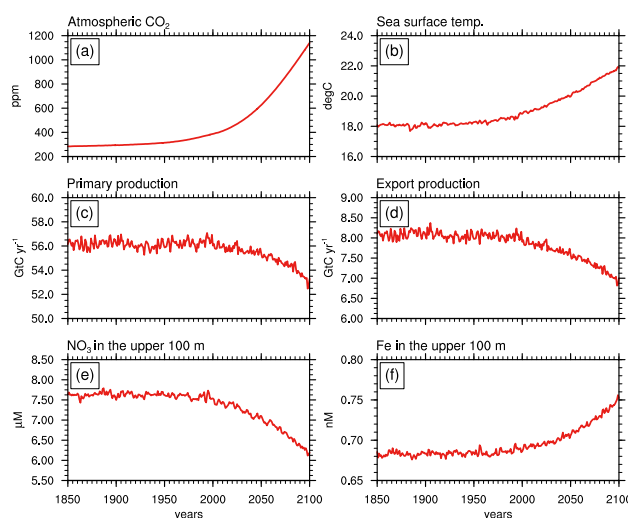 Atmospheric CO₂
(a)
1200
1000
800
600
400
200
ppm
Sea surface temp.
(b)
24.0
22.0
20.0
18.0
16.0
degC
Primary production
(c)
60.0
58.0
56.0
54.0
52.0
50.0
GtC yr⁻¹
Export production
(d)
9.00
8.50
8.00
7.50
7.00
6.50
6.00
GtC yr⁻¹
NO₃ in the upper 100 m
(e)
8.50
8.00
7.50
7.00
6.50
6.00
5.50
µM
1850 1900 1950 2000 2050 2100
years
Fe in the upper 100 m
(f)
0.80
0.75
0.70
0.65
nM
1850 1900 1950 2000 2050 2100
years